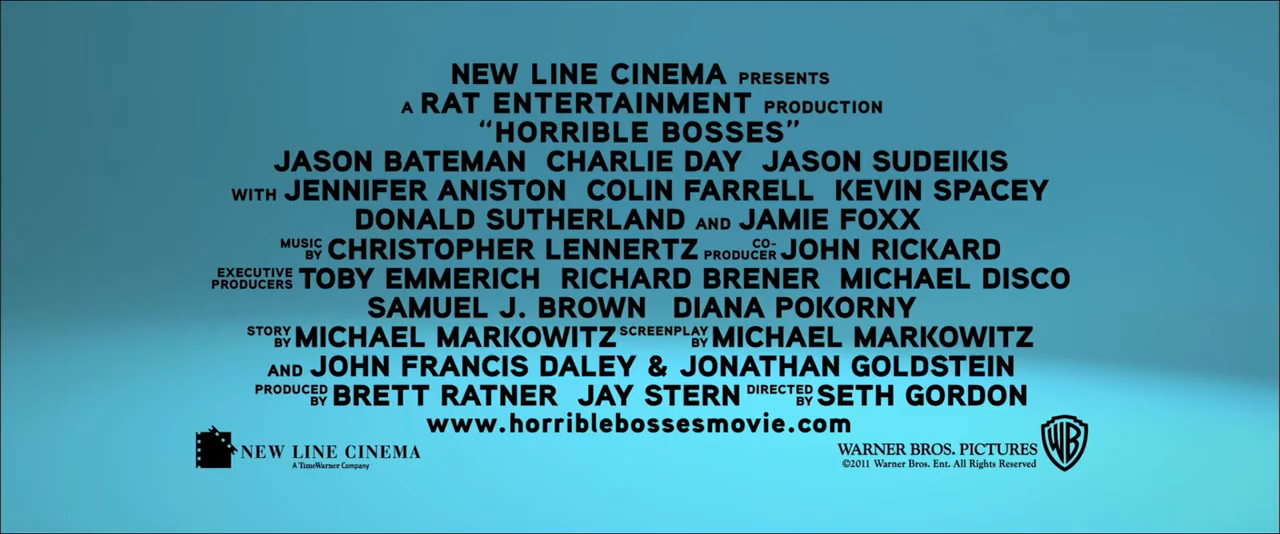 NEW LINE CINEMA PRESENTS
A RAT ENTERTAINMENT PRODUCTION
“HORRIBLE BOSSES”
JASON BATEMAN CHARLIE DAY JASON SUDEIKIS
WITH JENNIFER ANISTON COLIN FARRELL KEVIN SPACEY
DONALD SUTHERLAND AND JAMIE FOXX
MUSIC BY CHRISTOPHER LENNERTZ CO-PRODUCER JOHN RICKARD
EXECUTIVE PRODUCERS TOBY EMMERICH RICHARD BRENER MICHAEL DISCO
SAMUEL J. BROWN DIANA POKORNY
STORY BY MICHAEL MARKOWITZ SCREENPLAY BY MICHAEL MARKOWITZ
AND JOHN FRANCIS DALEY & JONATHAN GOLDSTEIN
PRODUCED BY BRETT RATNER JAY STERN DIRECTED BY SETH GORDON
www.horriblebossesmovie.com
NEW LINE CINEMA
A TimeWarner Company
WARNER BROS. PICTURES
©2011 Warner Bros. Ent. All Rights Reserved
WB